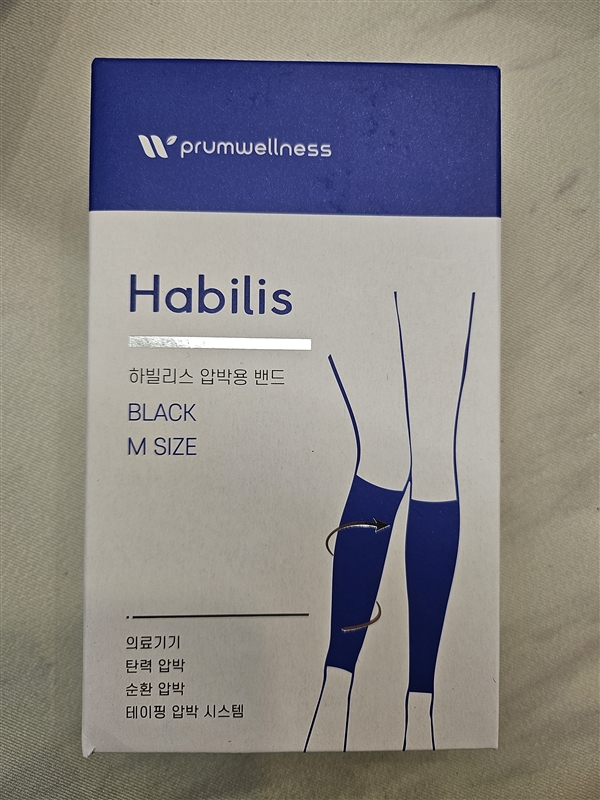 prumwellness
Habilis
하빌리스 압박용 밴드
BLACK
M SIZE
의료기기
탄력 압박
순환 압박
테이핑 압박 시스템